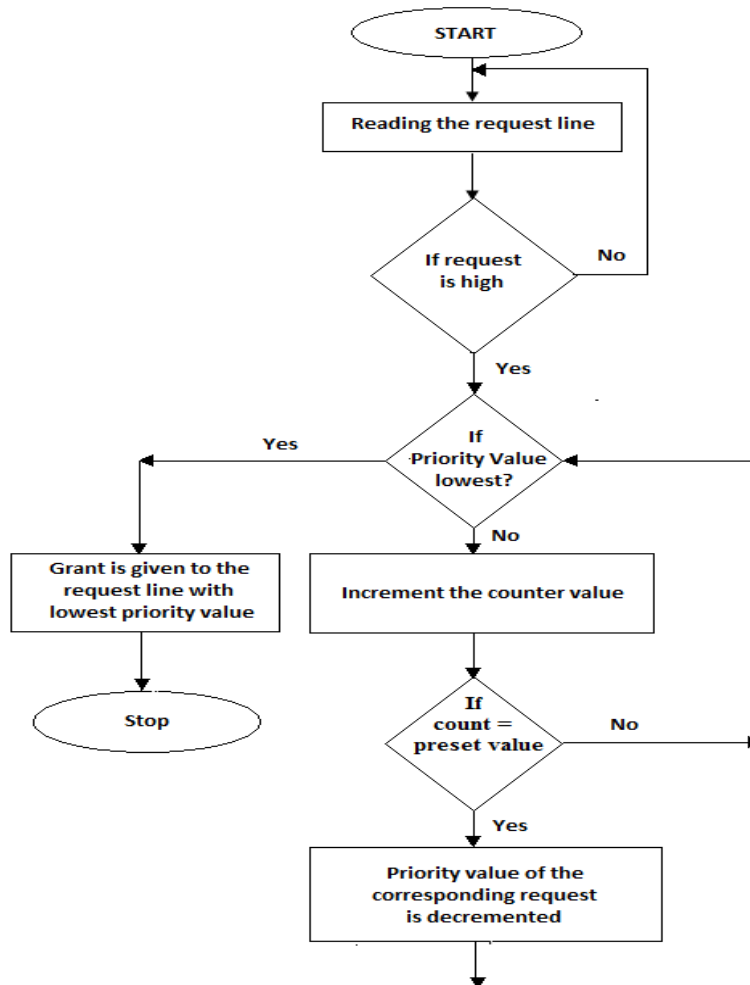 START
Reading the request line
If request
is high
No
Yes
If
Priority Value
lowest?
Yes
No
Grant is given to the
request line with
lowest priority value
Increment the counter value
Stop
If
count =
preset value
No
Yes
Priority value of the
corresponding request
is decremented